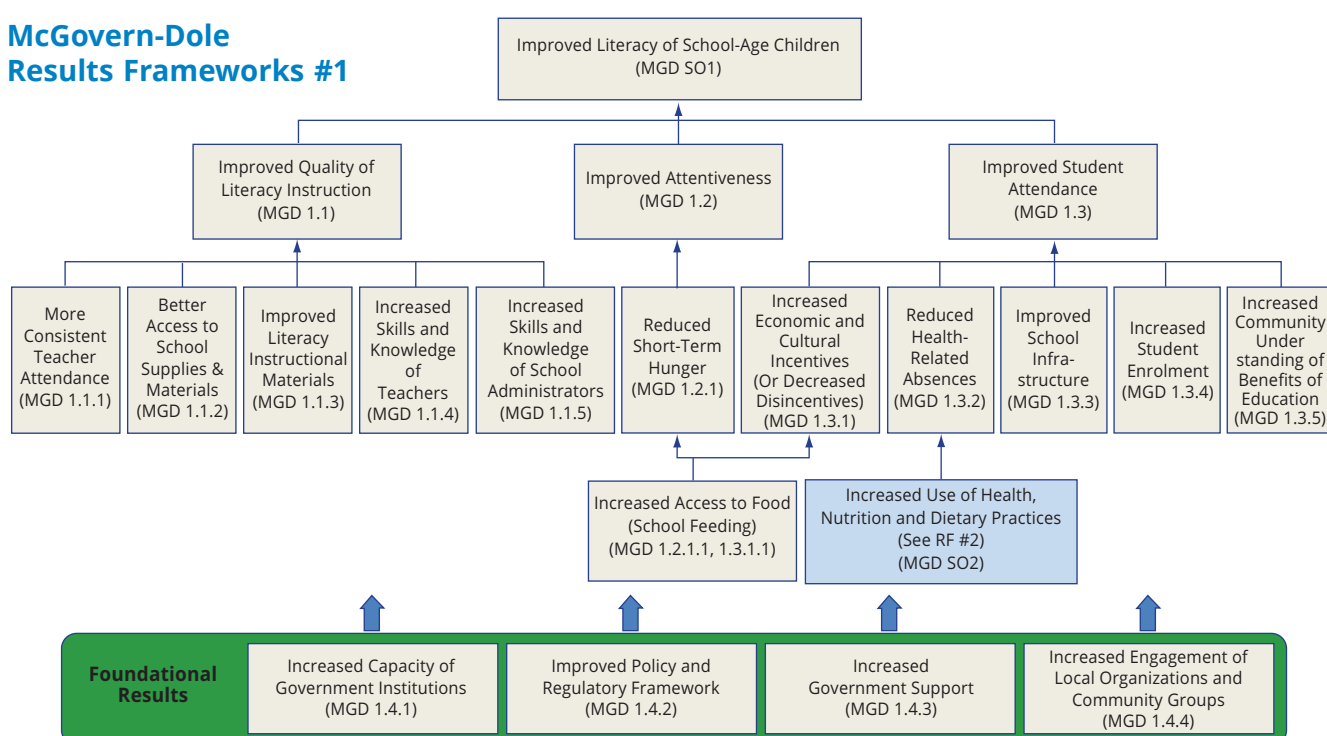 McGovern-Dole
Results Frameworks #1
Improved Literacy of School-Age Children
(MGD SO1)
Improved Quality of
Literacy Instruction
(MGD 1.1)
Improved Attentiveness
(MGD 1.2)
Improved Student
Attendance
(MGD 1.3)
More
Consistent
Teacher
Attendance
(MGD 1.1.1)
Better
Access to
School
Supplies &
Materials
(MGD 1.1.2)
Improved
Literacy
Instructional
Materials
(MGD 1.1.3)
Increased
Skills and
Knowledge
of
Teachers
(MGD 1.1.4)
Increased
Skills and
Knowledge
of School
Administrators
(MGD 1.1.5)
Reduced
Short-Term
Hunger
(MGD 1.2.1)
Increased
Economic and
Cultural
Incentives
(Or Decreased
Disincentives)
(MGD 1.3.1)
Reduced
Health-
Related
Absences
(MGD 1.3.2)
Improved
School
Infra-
structure
(MGD 1.3.3)
Increased
Student
Enrolment
(MGD 1.3.4)
Increased
Community
Under
standing of
Benefits of
Education
(MGD 1.3.5)
Increased Access to Food
(School Feeding)
(MGD 1.2.1.1, 1.3.1.1)
Increased Use of Health,
Nutrition and Dietary Practices
(See RF #2)
(MGD SO2)
Foundational
Results
Increased Capacity of
Government Institutions
(MGD 1.4.1)
Improved Policy and
Regulatory Framework
(MGD 1.4.2)
Increased
Government Support
(MGD 1.4.3)
Increased Engagement of
Local Organizations and
Community Groups
(MGD 1.4.4)